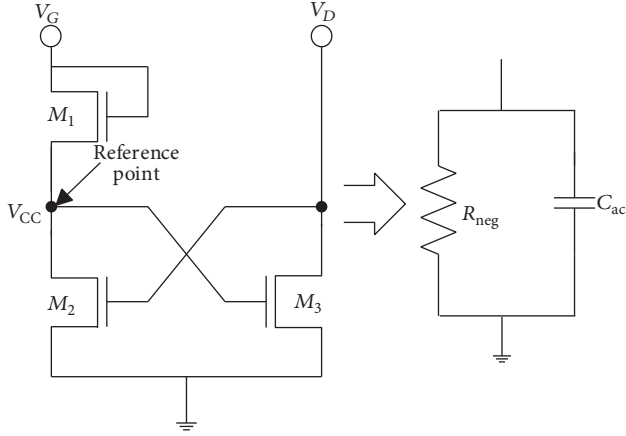 V_G
V_D
M_1
Reference
point
V_CC
R_neg
C_ac
M_2
M_3